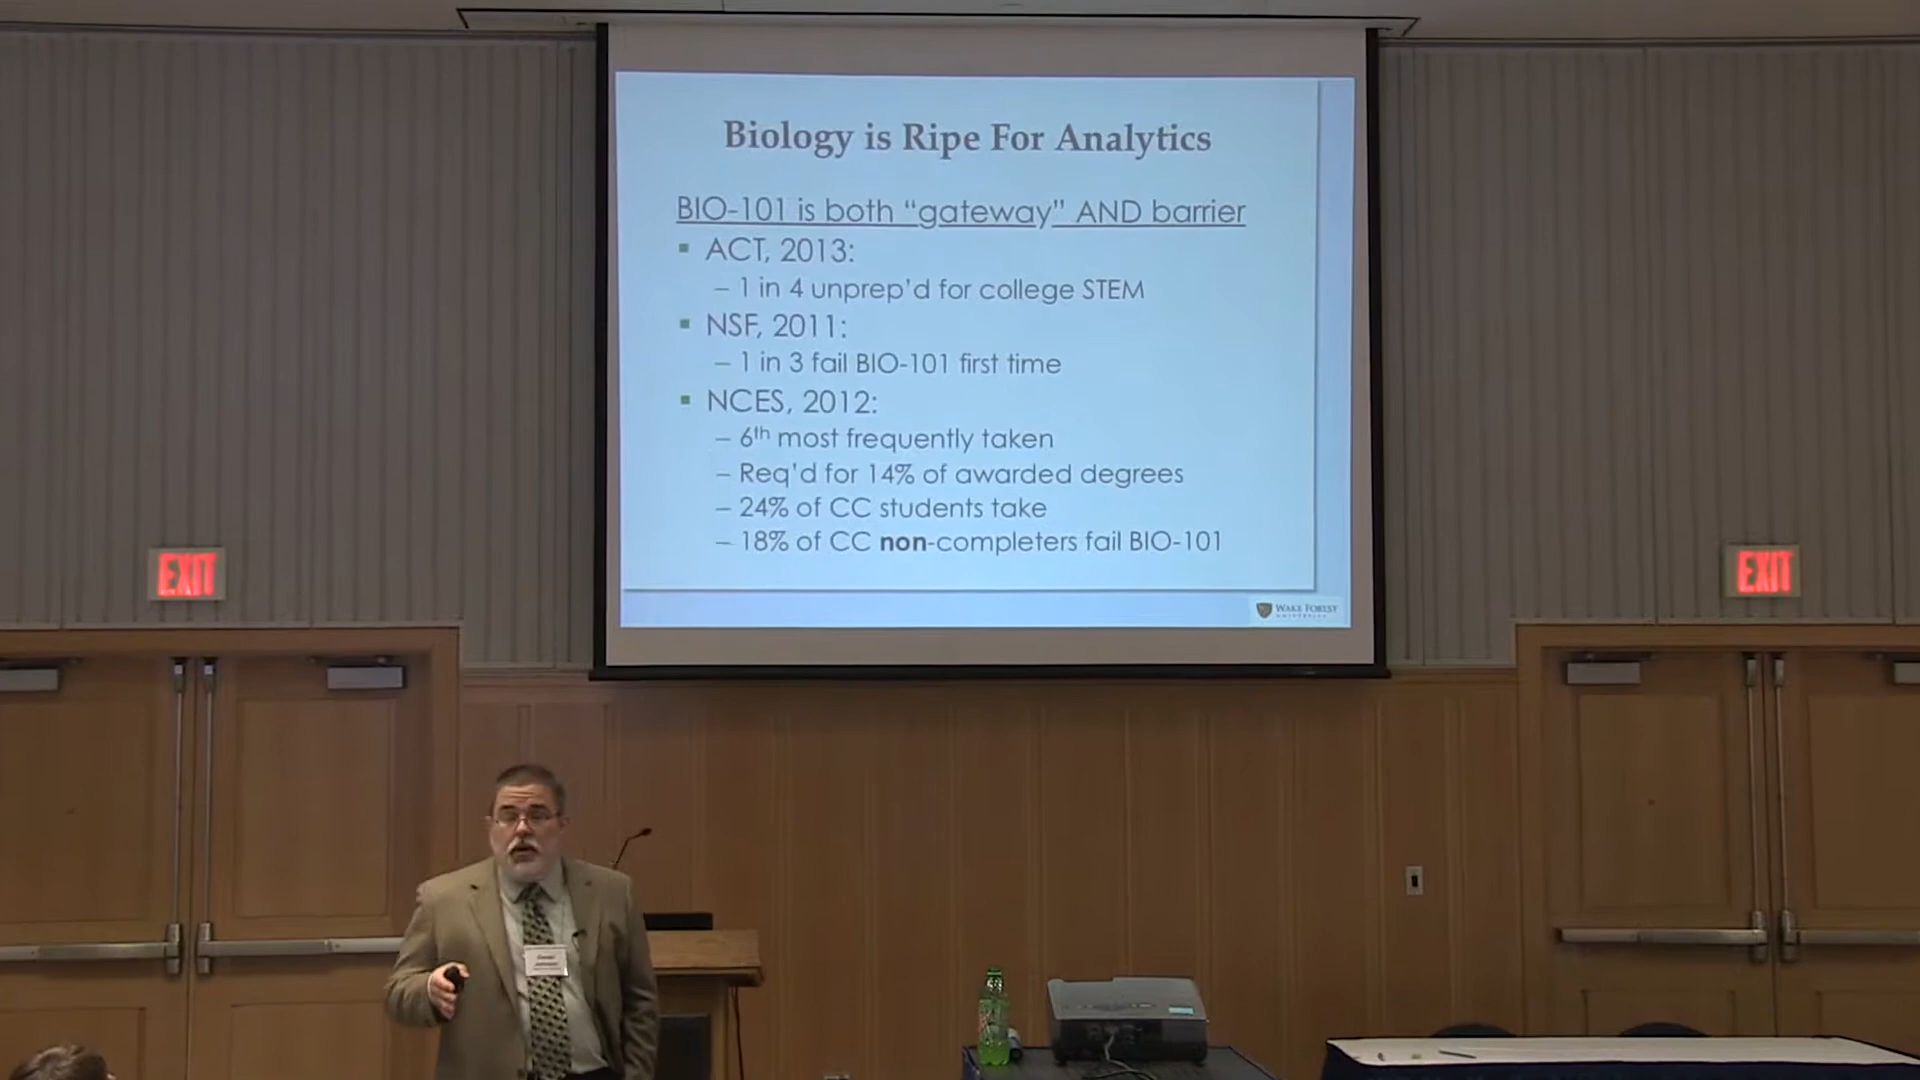 Biology is Ripe For Analytics
BIO-101 is both “gateway” AND barrier
▪ ACT, 2013:
– 1 in 4 unprep’d for college STEM
▪ NSF, 2011:
– 1 in 3 fail BIO-101 first time
▪ NCES, 2012:
– 6th most frequently taken
– Req’d for 14% of awarded degrees
– 24% of CC students take
– 18% of CC non-completers fail BIO-101
WAKE FOREST
UNIVERSITY
EXIT
EXIT